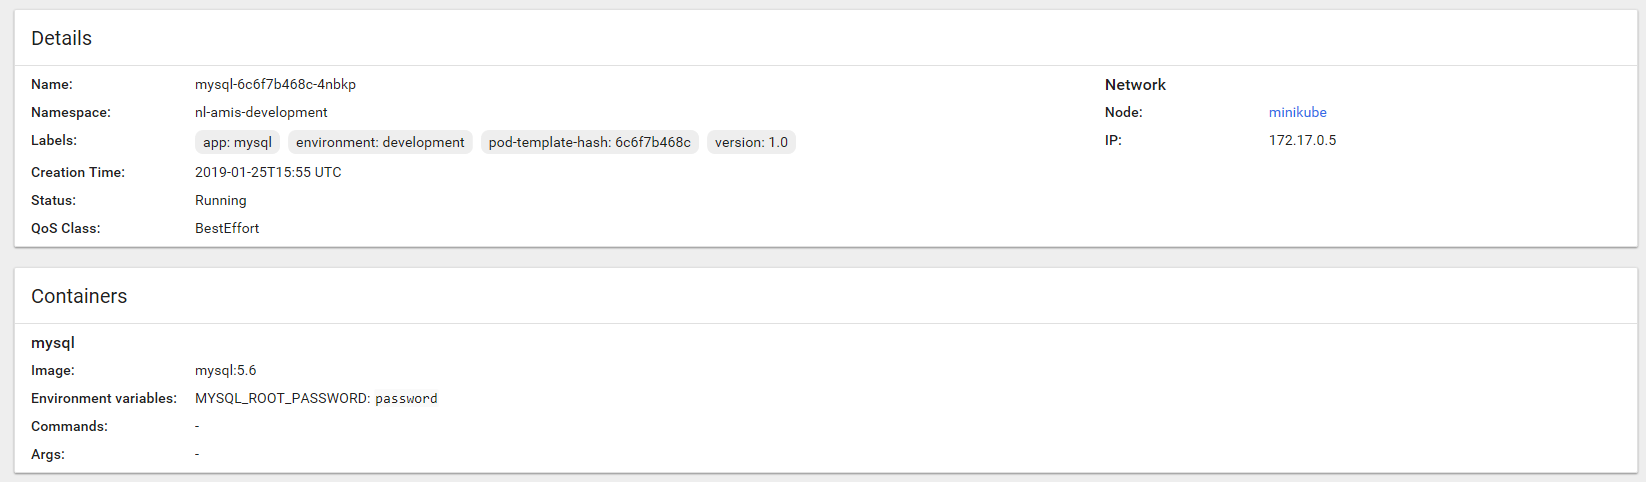 Details
Name: mysql-6c6f7b468c-4nbkp
Namespace: nl-amis-development
Labels: app: mysql environment: development pod-template-hash: 6c6f7b468c version: 1.0
Creation Time: 2019-01-25T15:55 UTC
Status: Running
QoS Class: BestEffort
Network
Node: minikube
IP: 172.17.0.5
Containers
mysql
Image: mysql:5.6
Environment variables: MYSQL_ROOT_PASSWORD: password
Commands: -
Args: -